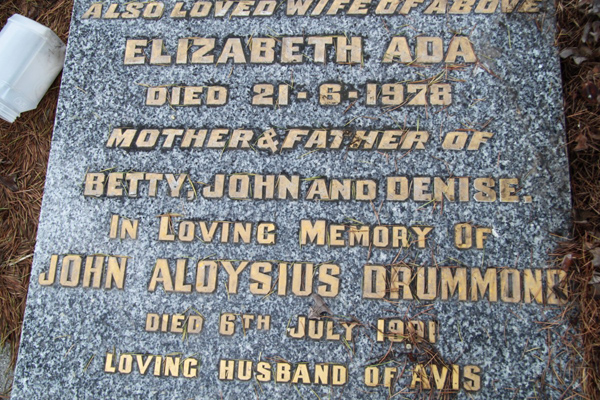 ALSO LOVED WIFE OF ABOVE
ELIZABETH ADA
DIED 21-6-1978
MOTHER & FATHER OF
BETTY, JOHN AND DENISE.
IN LOVING MEMORY OF
JOHN ALOYSIUS DRUMMOND
DIED 6TH JULY 1991
LOVING HUSBAND OF AVIS